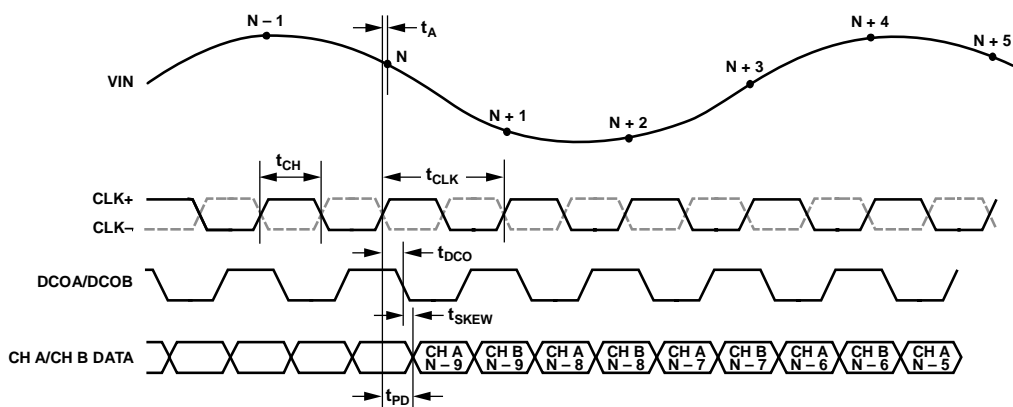 N – 1
t_A
N
N + 4
N + 5
N + 3
VIN
N + 1
N + 2
t_CH
t_CLK
CLK+
CLK–
t_DCO
DCOA/DCOB
t_SKEW
CH A/CH B DATA
CH A N – 9
CH B N – 9
CH A N – 8
CH B N – 8
CH A N – 7
CH B N – 7
CH A N – 6
CH B N – 6
CH A N – 5
t_PD